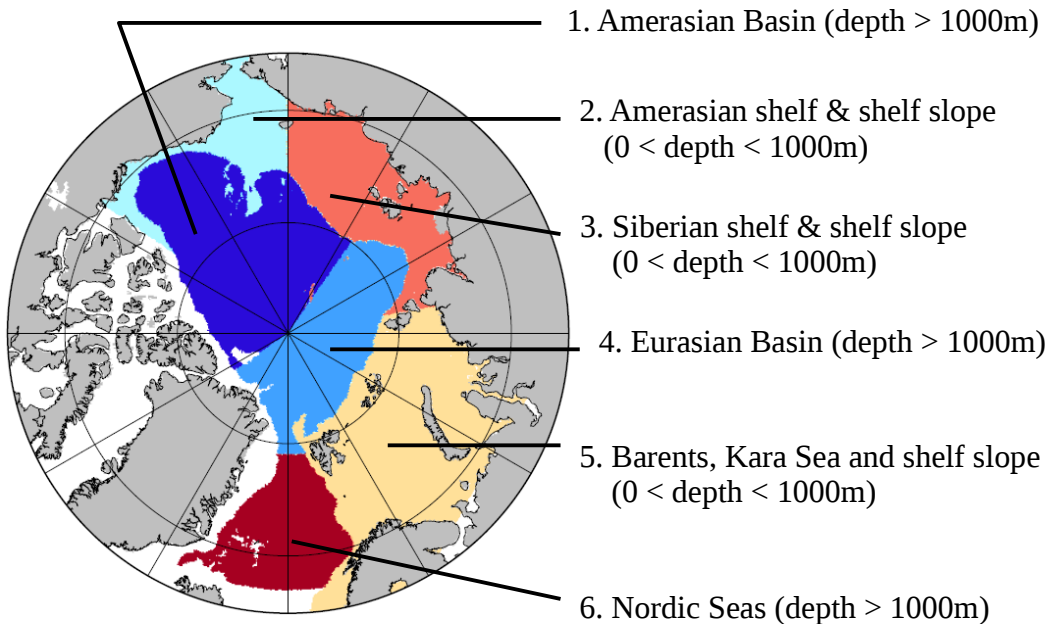 1. Amerasian Basin (depth > 1000m)
2. Amerasian shelf & shelf slope
(0 < depth < 1000m)
3. Siberian shelf & shelf slope
(0 < depth < 1000m)
4. Eurasian Basin (depth > 1000m)
5. Barents, Kara Sea and shelf slope
(0 < depth < 1000m)
6. Nordic Seas (depth > 1000m)